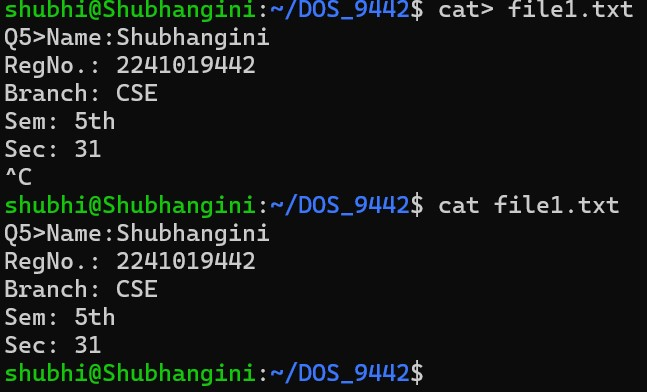 shubhi@Shubhangini:~/DOS_9442$ cat> file1.txt
Q5>Name:Shubhangini
RegNo.: 2241019442
Branch: CSE
Sem: 5th
Sec: 31
^C
shubhi@Shubhangini:~/DOS_9442$ cat file1.txt
Q5>Name:Shubhangini
RegNo.: 2241019442
Branch: CSE
Sem: 5th
Sec: 31
shubhi@Shubhangini:~/DOS_9442$